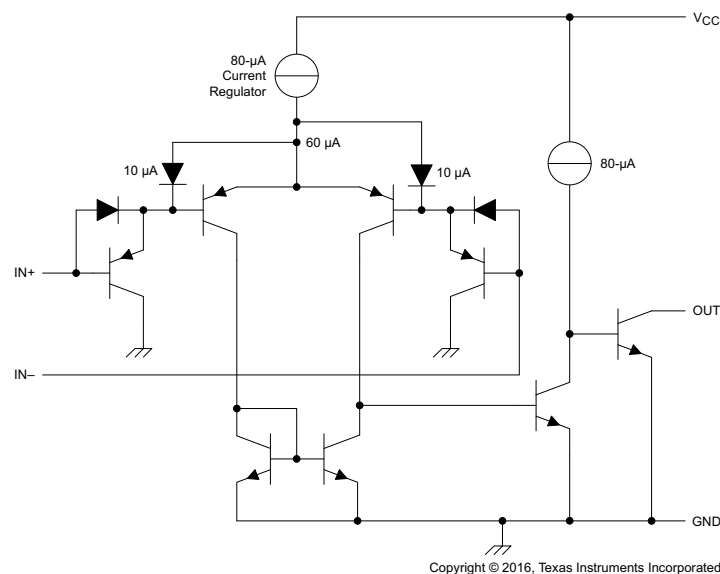 VCC
80-µA
Current
Regulator
60 µA
10 µA
10 µA
80-µA
IN+
OUT
IN–
GND
Copyright © 2016, Texas Instruments Incorporated